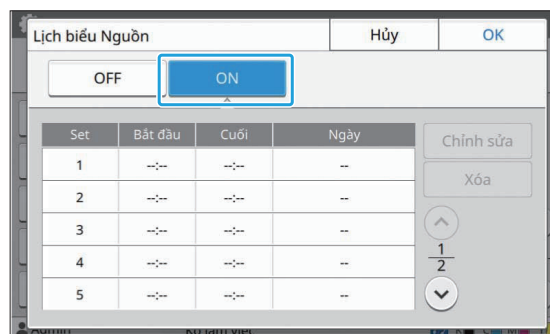 Lịch biểu Nguồn Hủy OK
OFF ON
Set Bắt đầu Cuối Ngày Chỉnh sửa
1 --:-- --:-- --
Xóa
2 --:-- --:-- --
3 --:-- --:-- --
4 --:-- --:-- -- 1/2
5 --:-- --:-- --